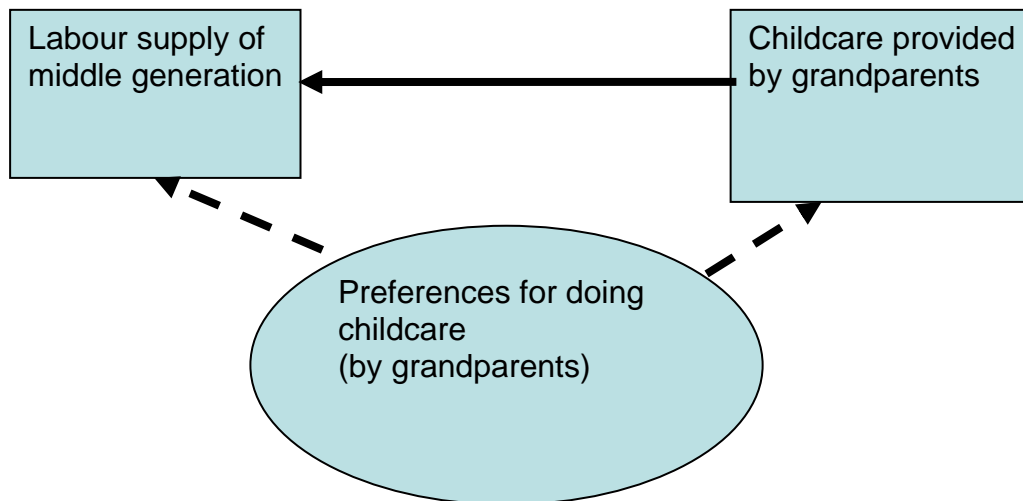 Labour supply of
middle generation
Childcare provided
by grandparents
Preferences for doing
childcare
(by grandparents)